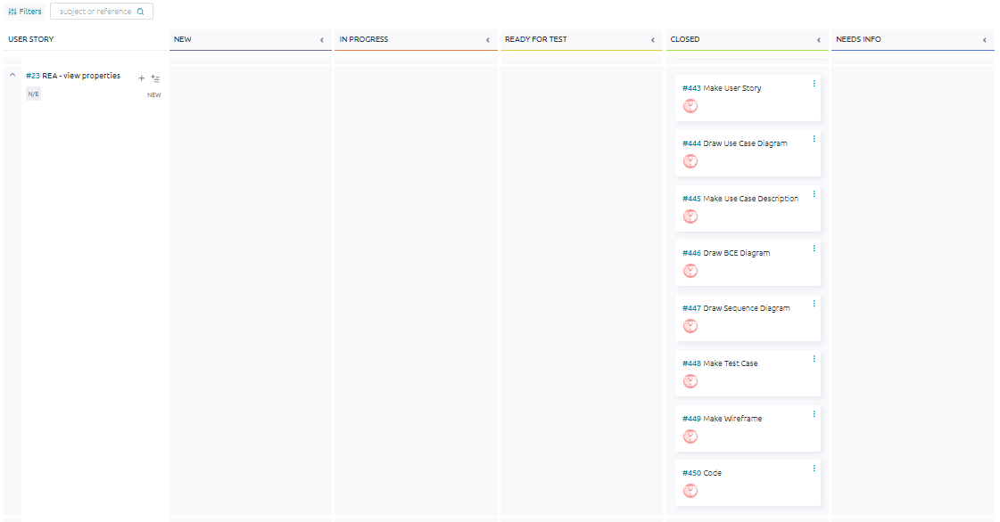 Filters
subject or reference
USER STORY
NEW
IN PROGRESS
READY FOR TEST
CLOSED
NEEDS INFO
#23 REA - view properties
N/E
NEW
#443 Make User Story
#444 Draw Use Case Diagram
#445 Make Use Case Description
#446 Draw BCE Diagram
#447 Draw Sequence Diagram
#448 Make Test Case
#449 Make Wireframe
#450 Code